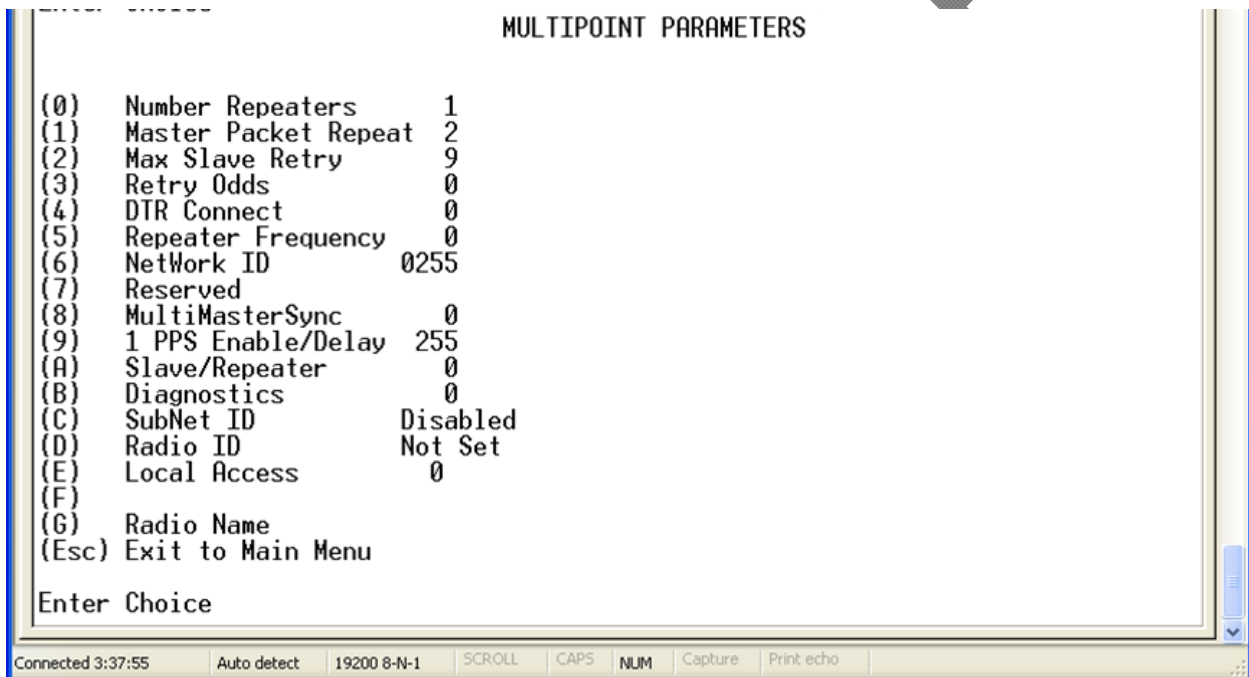 MULTIPOINT PARAMETERS
(0) Number Repeaters 1
(1) Master Packet Repeat 2
(2) Max Slave Retry 9
(3) Retry Odds 0
(4) DTR Connect 0
(5) Repeater Frequency 0
(6) NetWork ID 0255
(7) Reserved
(8) MultiMasterSync 0
(9) 1 PPS Enable/Delay 255
(A) Slave/Repeater 0
(B) Diagnostics 0
(C) SubNet ID Disabled
(D) Radio ID Not Set
(E) Local Access 0
(F)
(G) Radio Name
(Esc) Exit to Main Menu
Enter Choice
Connected 3:37:55 Auto detect 19200 8-N-1 SCROLL CAPS NUM Capture Print echo